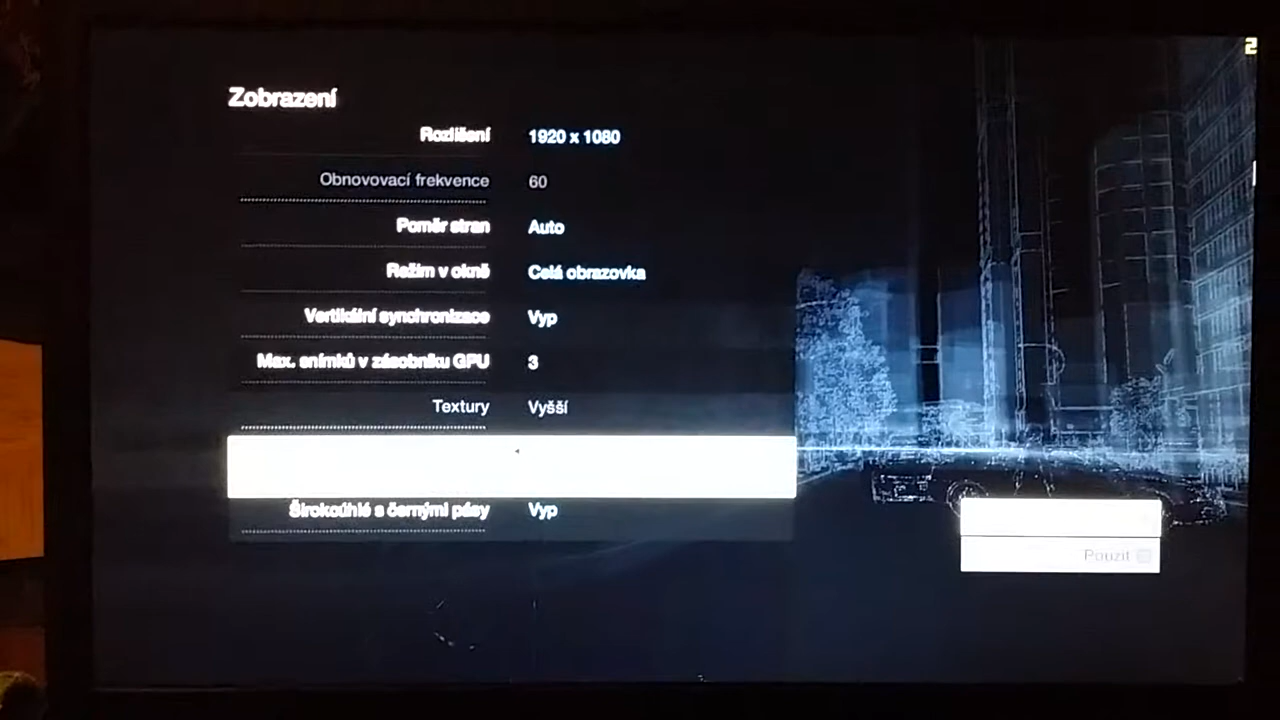 2
Zobrazení
Rozlišení 1920 x 1080
Obnovovací frekvence 60
Poměr stran Auto
Režim v okně Celá obrazovka
Vertikální synchronizace Vyp
Max. snímků v zásobníku GPU 3
Textury Vyšší
Širokoúhlé s černými pásy Vyp
Použít